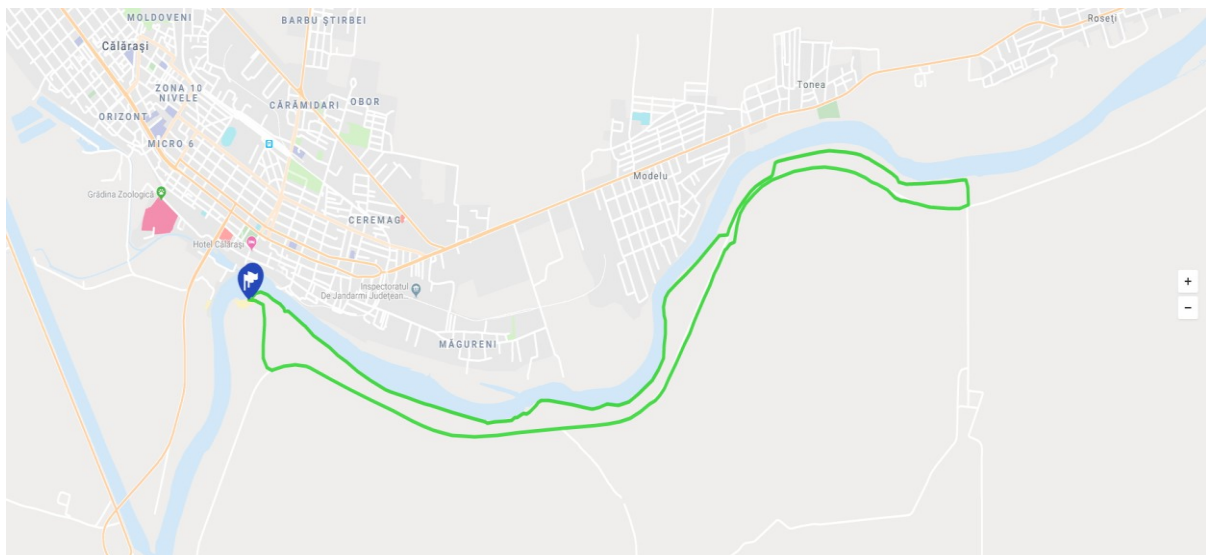 MOLDOVENI
BARBU ȘTIRBEI
Roseți
Călărași
ZONA 10
NIVELE
Tonea
CĂRĂMIDARI
OBOR
ORIZONT
MICRO 6
Modelu
Grădina Zoologică
CEREMAG
Hotel Călărași
Inspectoratul
De Jandarmi Județean...
MĂGURENI
+
−